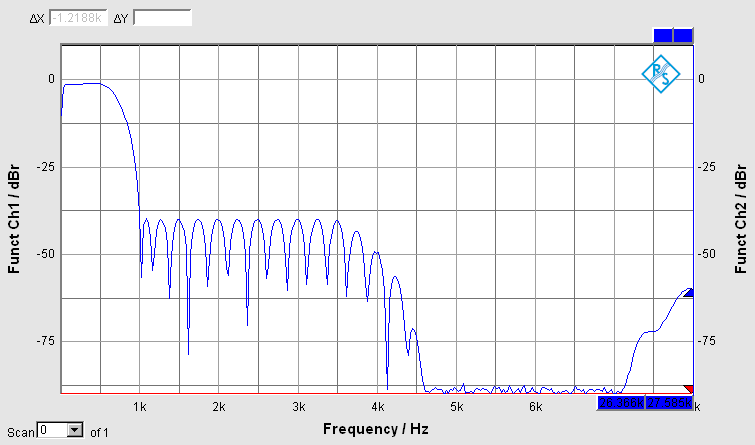 ΔX -1.2188k ΔY
R S
0 0
-25 -25
-50 -50
-75 -75
Funct Ch1 / dBr
Funct Ch2 / dBr
1k 2k 3k 4k 5k 6k k
Frequency / Hz
Scan 0 of 1